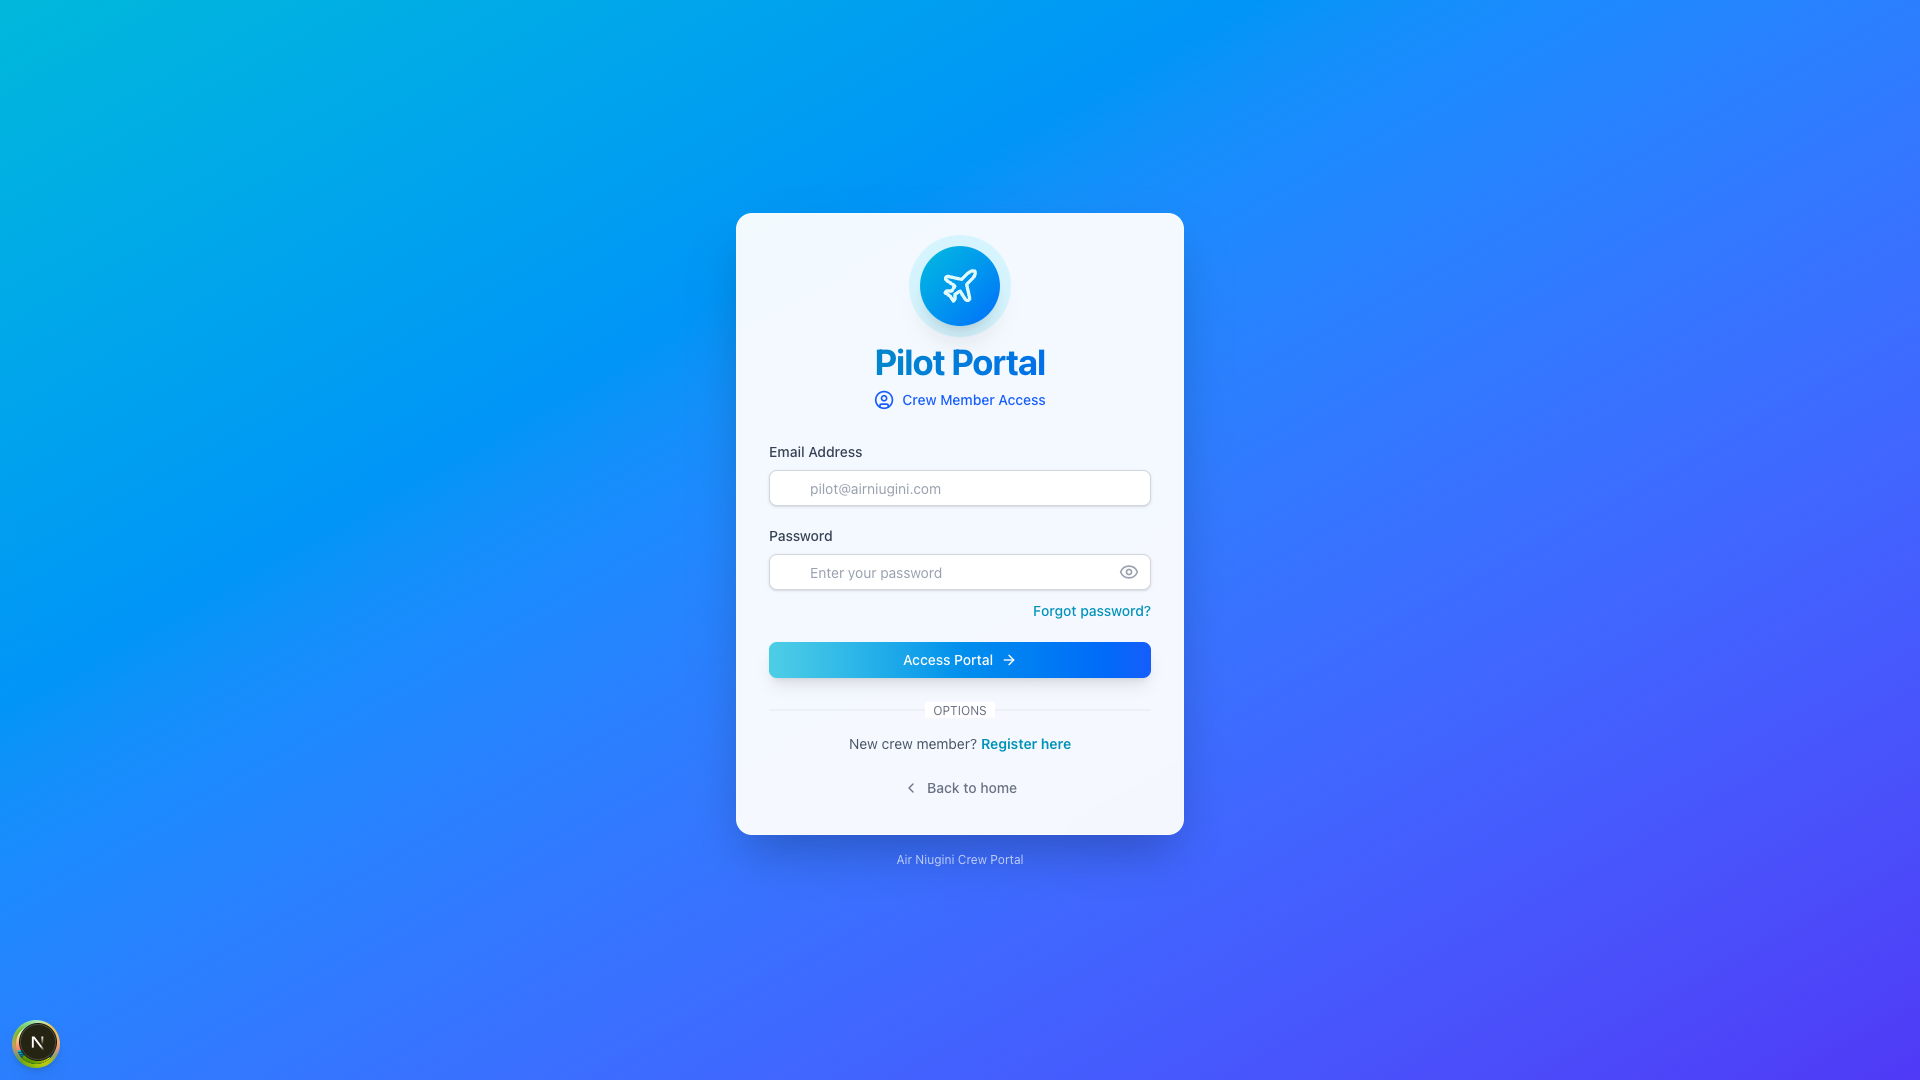 Pilot Portal
Crew Member Access
Email Address
pilot@airniugini.com
Password
Enter your password
Forgot password?
Access Portal
OPTIONS
New crew member? Register here
Back to home
Air Niugini Crew Portal
N